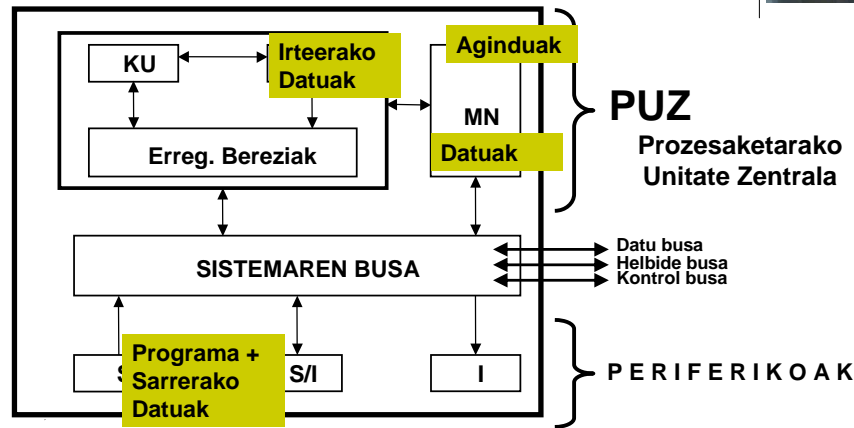 KU
Irteerako
Datuak
Aginduak
MN
Datuak
Erreg. Bereziak
PUZ
Prozesaketarako
Unitate Zentrala
SISTEMAREN BUSA
Datu busa
Helbide busa
Kontrol busa
Programa +
Sarrerako
Datuak
S
S/I
I
PERIFERIKOAK